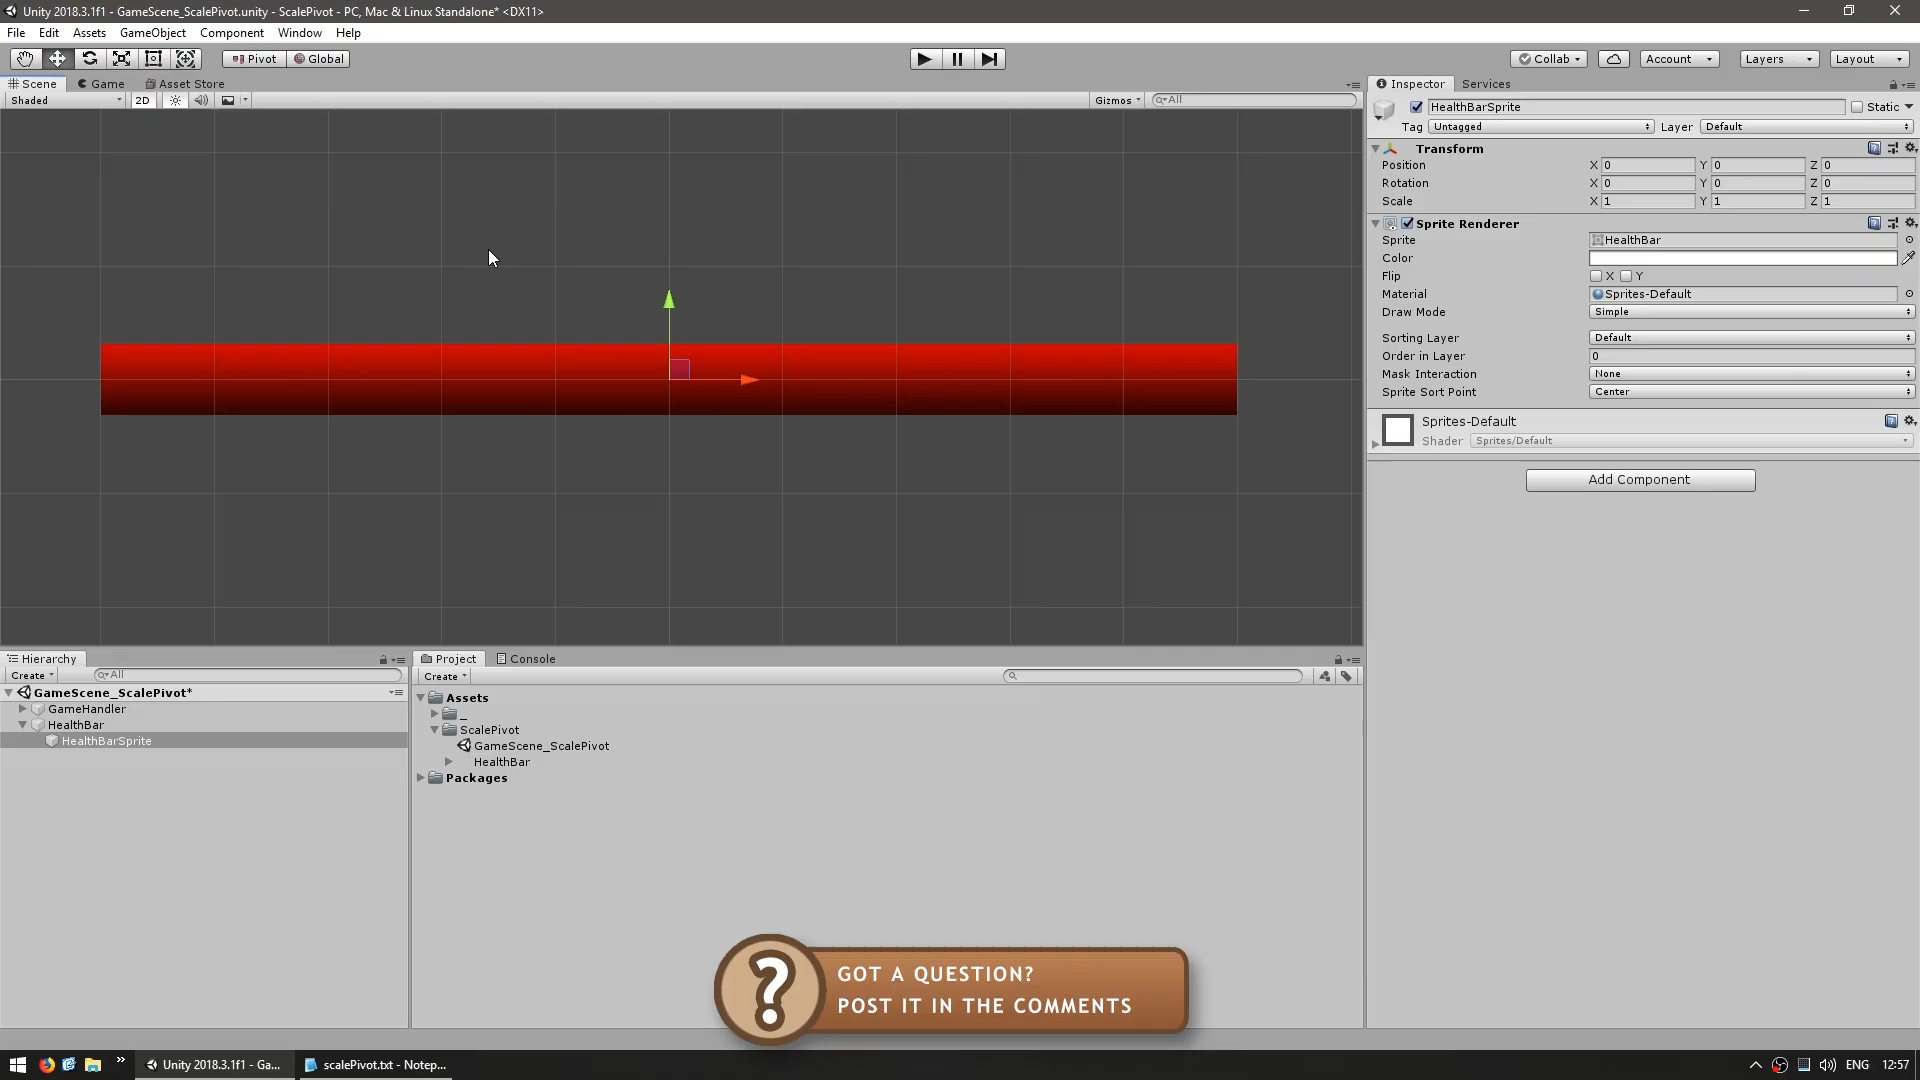 Unity 2018.3.1f1 - GameScene_ScalePivot.unity - ScalePivot - PC, Mac & Linux Standalone* <DX11>
File Edit Assets GameObject Component Window Help
Pivot Global Collab Account Layers Layout
Scene Game Asset Store
Shaded 2D Gizmos All
Inspector Services
HealthBarSprite Static
Tag Untagged Layer Default
Transform
Position X 0 Y 0 Z 0
Rotation X 0 Y 0 Z 0
Scale X 1 Y 1 Z 1
Sprite Renderer
Sprite HealthBar
Color
Flip X Y
Material Sprites-Default
Draw Mode Simple
Sorting Layer Default
Order in Layer 0
Mask Interaction None
Sprite Sort Point Center
Sprites-Default
Shader Sprites/Default
Add Component
Hierarchy
Create All
GameScene_ScalePivot*
GameHandler
HealthBar
HealthBarSprite
Project Console
Create
Assets
_
ScalePivot
GameScene_ScalePivot
HealthBar
Packages
?
GOT A QUESTION?
POST IT IN THE COMMENTS
» Unity 2018.3.1f1 - Ga... scalePivot.txt - Notep... ENG 12:57